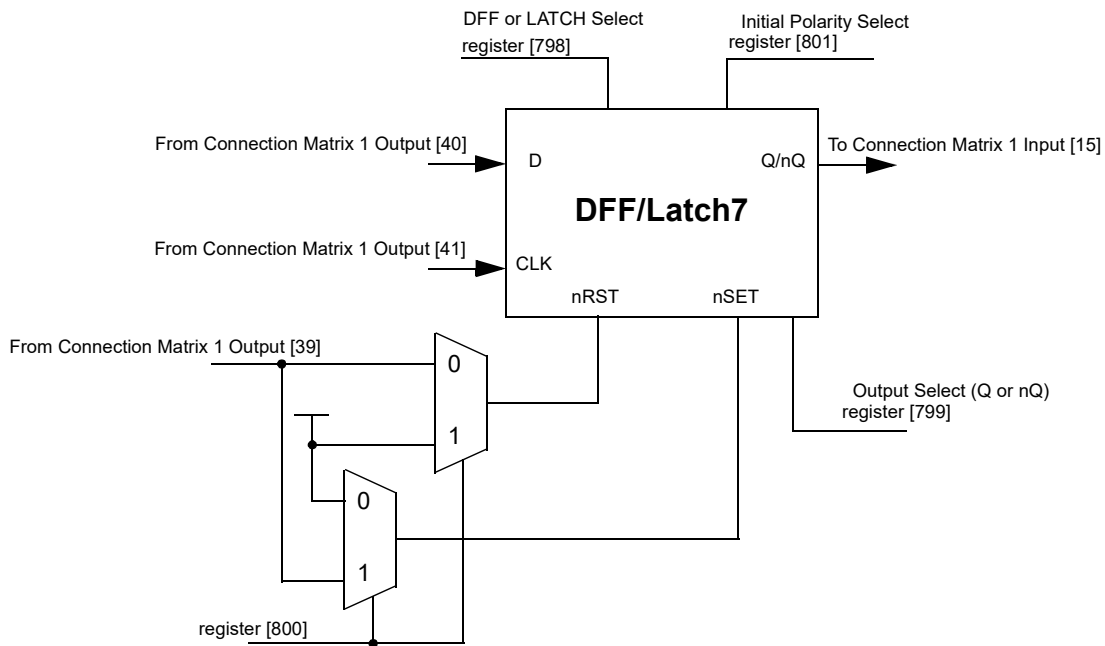 DFF or LATCH Select
register [798]
Initial Polarity Select
register [801]
From Connection Matrix 1 Output [40]
D
Q/nQ
To Connection Matrix 1 Input [15]
DFF/Latch7
From Connection Matrix 1 Output [41]
CLK
nRST
nSET
From Connection Matrix 1 Output [39]
0
1
Output Select (Q or nQ)
register [799]
0
1
register [800]